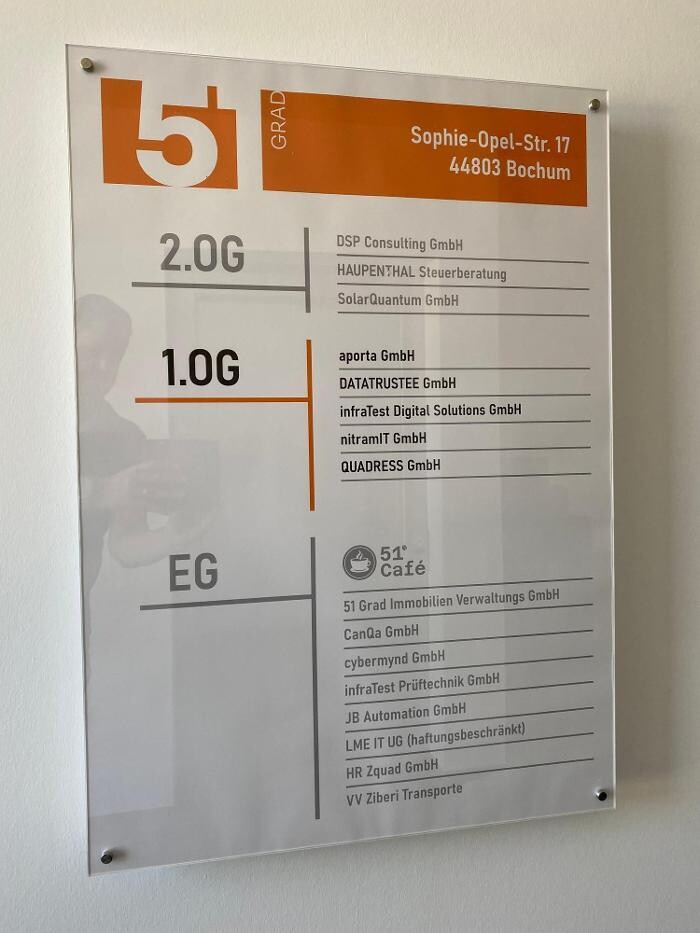 51
GRAD
Sophie-Opel-Str. 17
44803 Bochum
2.OG
DSP Consulting GmbH
HAUPENTHAL Steuerberatung
SolarQuantum GmbH
1.OG
aporta GmbH
DATATRUSTEE GmbH
infraTest Digital Solutions GmbH
nitramIT GmbH
QUADRESS GmbH
EG
51°
Café
51 Grad Immobilien Verwaltungs GmbH
CanQa GmbH
cybermynd GmbH
infraTest Prüftechnik GmbH
JB Automation GmbH
LME IT UG (haftungsbeschränkt)
HR Zquad GmbH
VV Ziberi Transporte